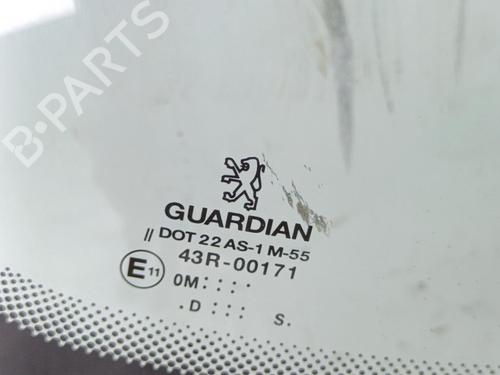 B-PARTS
GUARDIAN
// DOT 22 AS-1 M-55
E11 43R-00171
0M::::
.D :::: S.